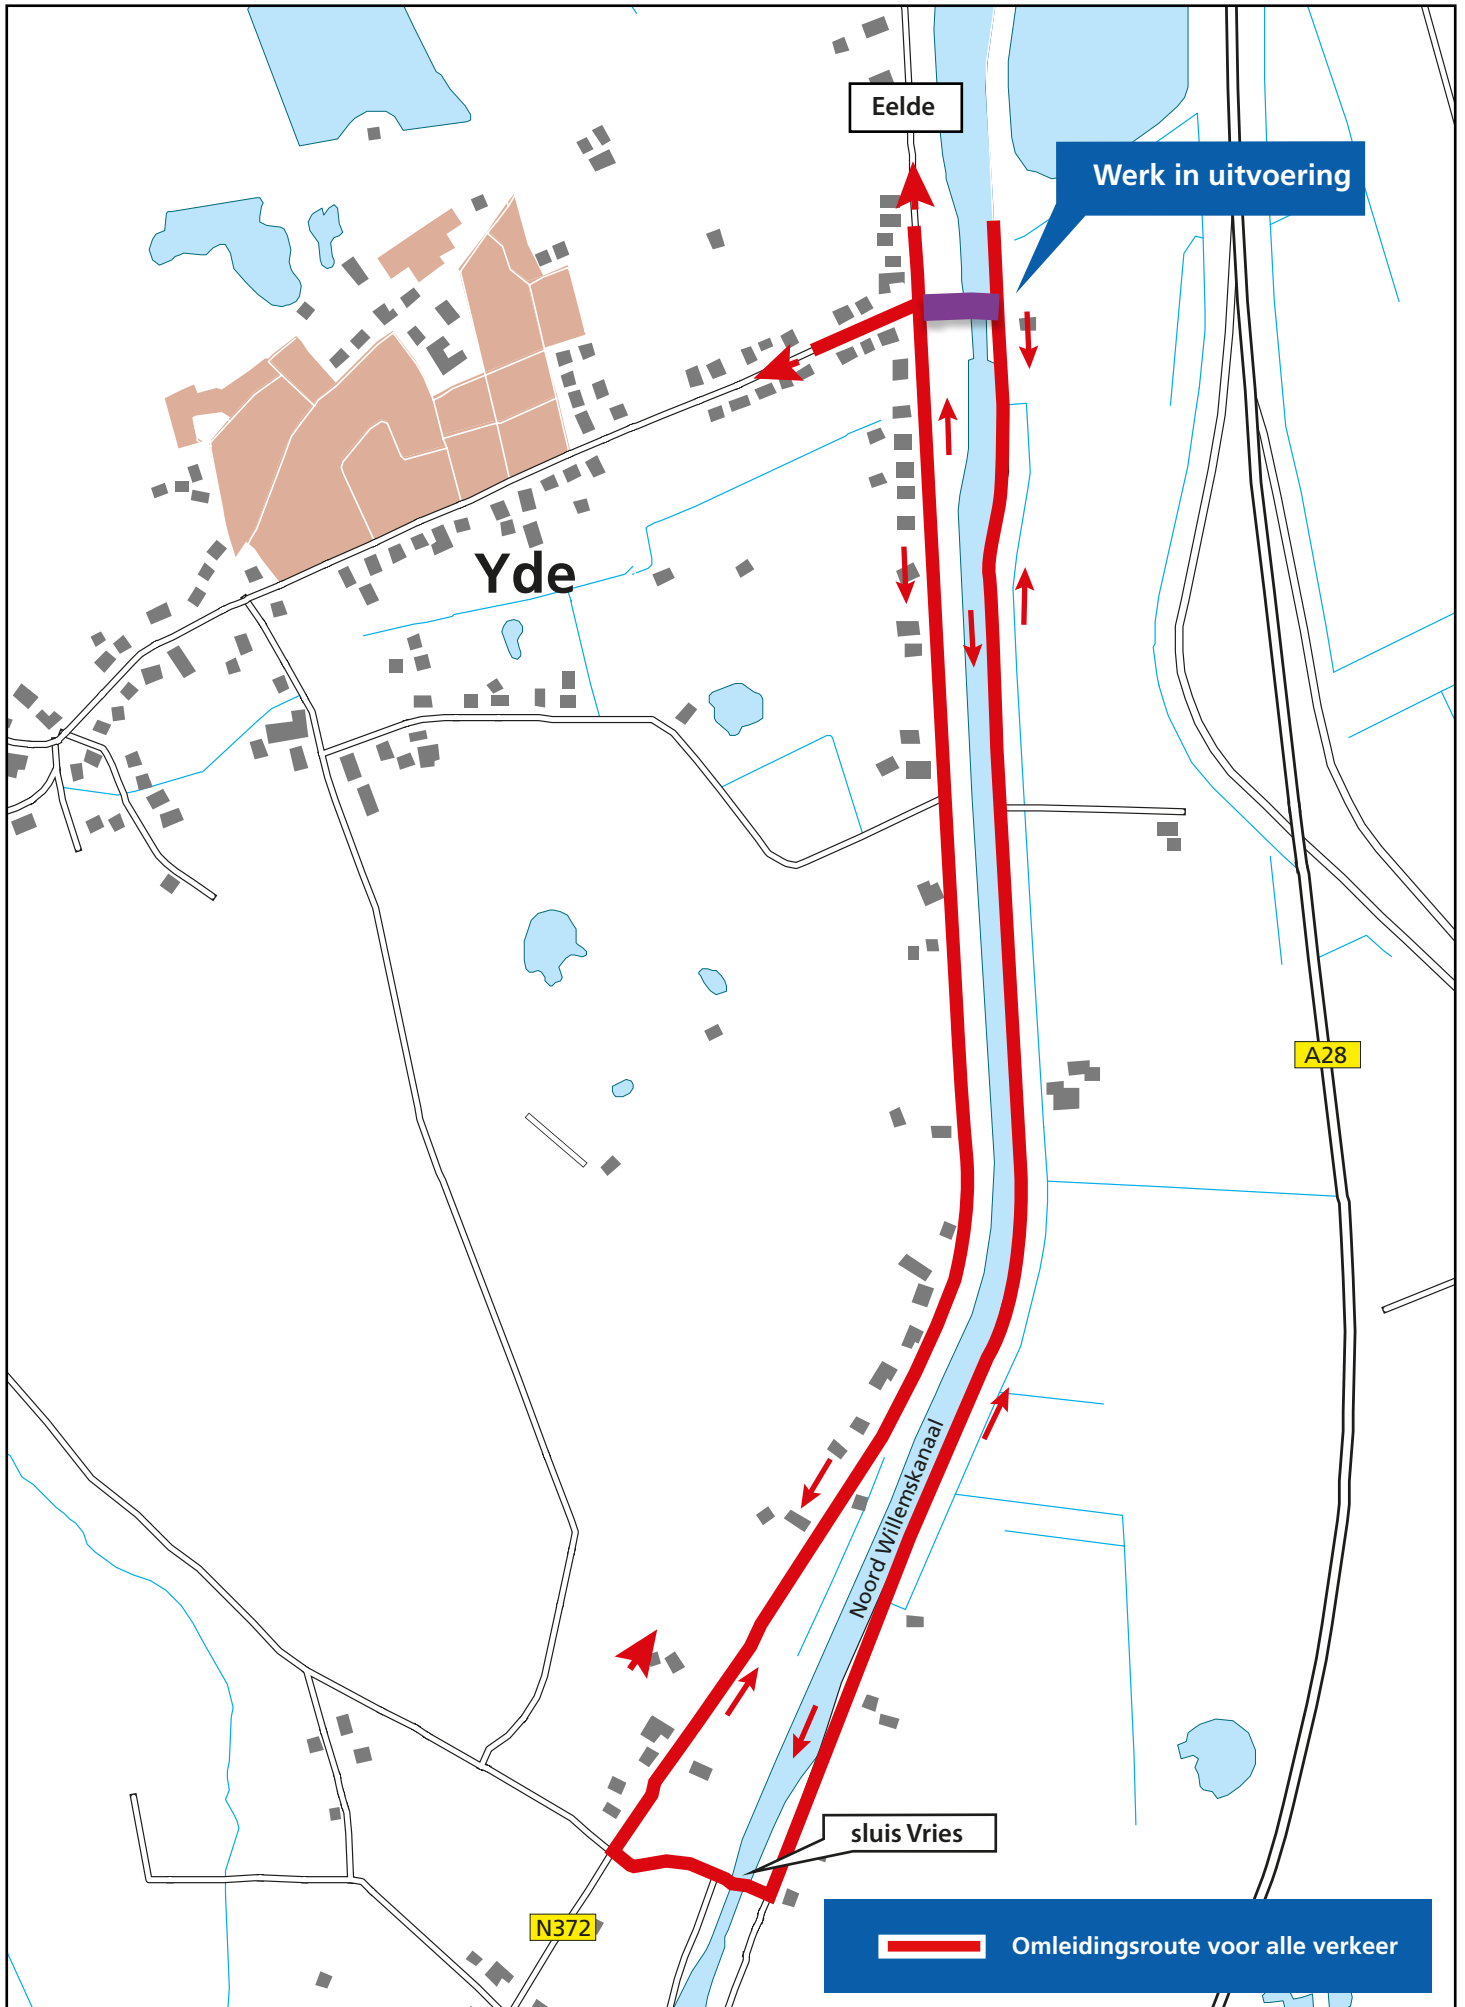 Eelde
Werk in uitvoering
Yde
A28
Noord Willemskanaal
sluis Vries
N372
Omleidingsroute voor alle verkeer